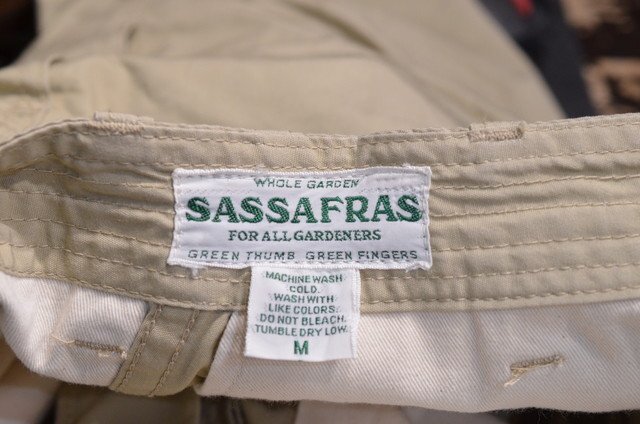 WHOLE GARDEN
SASSAFRAS
FOR ALL GARDENERS
GREEN THUMB GREEN FINGERS
MACHINE WASH
COLD.
WASH WITH
LIKE COLORS.
DO NOT BLEACH.
TUMBLE DRY LOW.
M